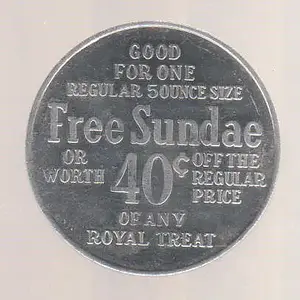 GOOD
FOR ONE
REGULAR 5 OUNCE SIZE
Free Sundae
OR WORTH 40¢ OFF THE REGULAR PRICE
OF ANY
ROYAL TREAT